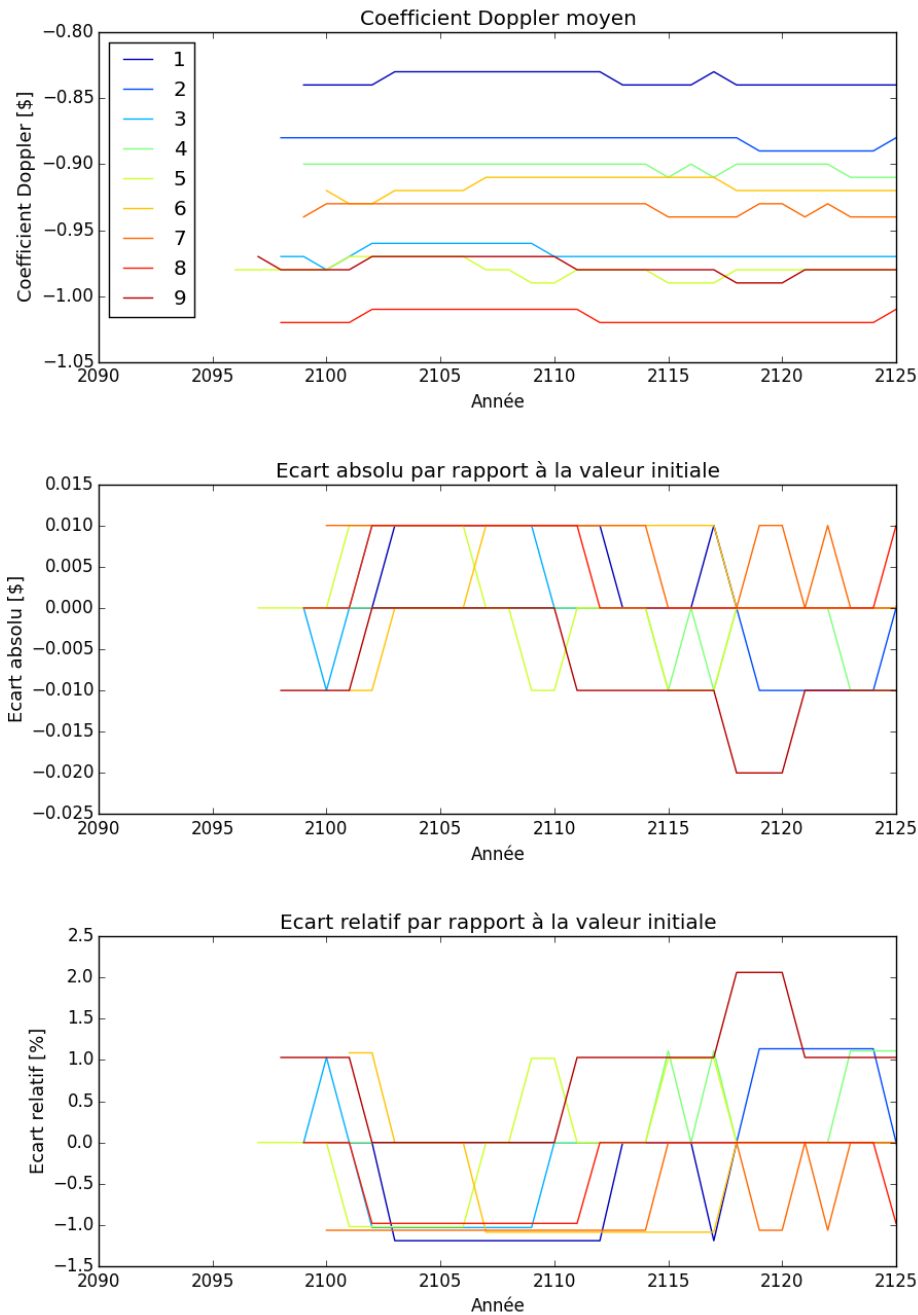 Coefficient Doppler moyen
Coefficient Doppler [$]
−0.80
−0.85
−0.90
−0.95
−1.00
−1.05
1
2
3
4
5
6
7
8
9
2090 2095 2100 2105 2110 2115 2120 2125
Année
Ecart absolu par rapport à la valeur initiale
Ecart absolu [$]
0.015
0.010
0.005
0.000
−0.005
−0.010
−0.015
−0.020
−0.025
2090 2095 2100 2105 2110 2115 2120 2125
Année
Ecart relatif par rapport à la valeur initiale
Ecart relatif [%]
2.5
2.0
1.5
1.0
0.5
0.0
−0.5
−1.0
−1.5
2090 2095 2100 2105 2110 2115 2120 2125
Année